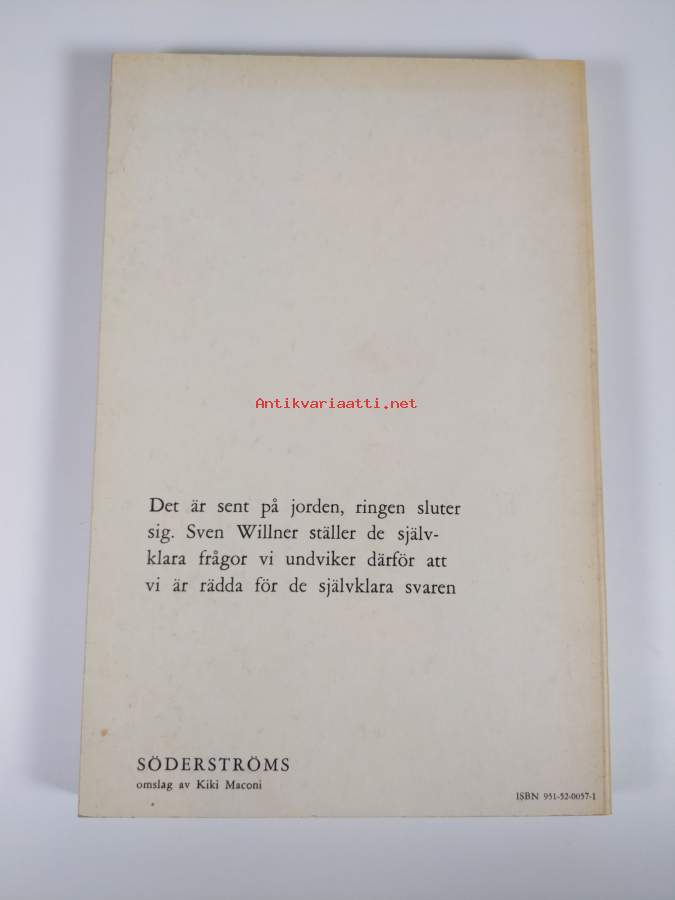 Antikvariaatti.net
Det är sent på jorden, ringen sluter
sig. Sven Willner ställer de själv-
klara frågor vi undviker därför att
vi är rädda för de självklara svaren
SÖDERSTRÖMS
omslag av Kiki Maconi
ISBN 951-52-0057-1